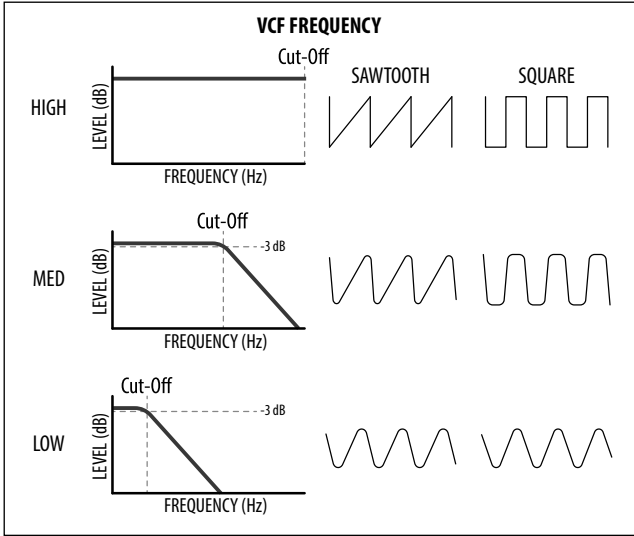 VCF FREQUENCY
Cut-Off
SAWTOOTH
SQUARE
HIGH
LEVEL (dB)
FREQUENCY (Hz)
Cut-Off
-3 dB
MED
LEVEL (dB)
FREQUENCY (Hz)
Cut-Off
-3 dB
LOW
LEVEL (dB)
FREQUENCY (Hz)